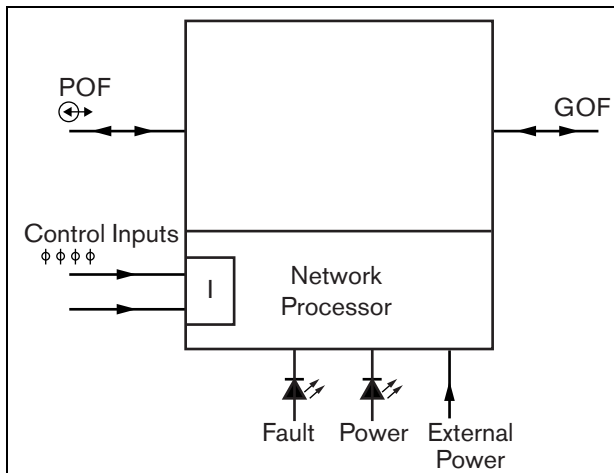 POF
GOF
Control Inputs
I
Network
Processor
Fault
Power
External
Power